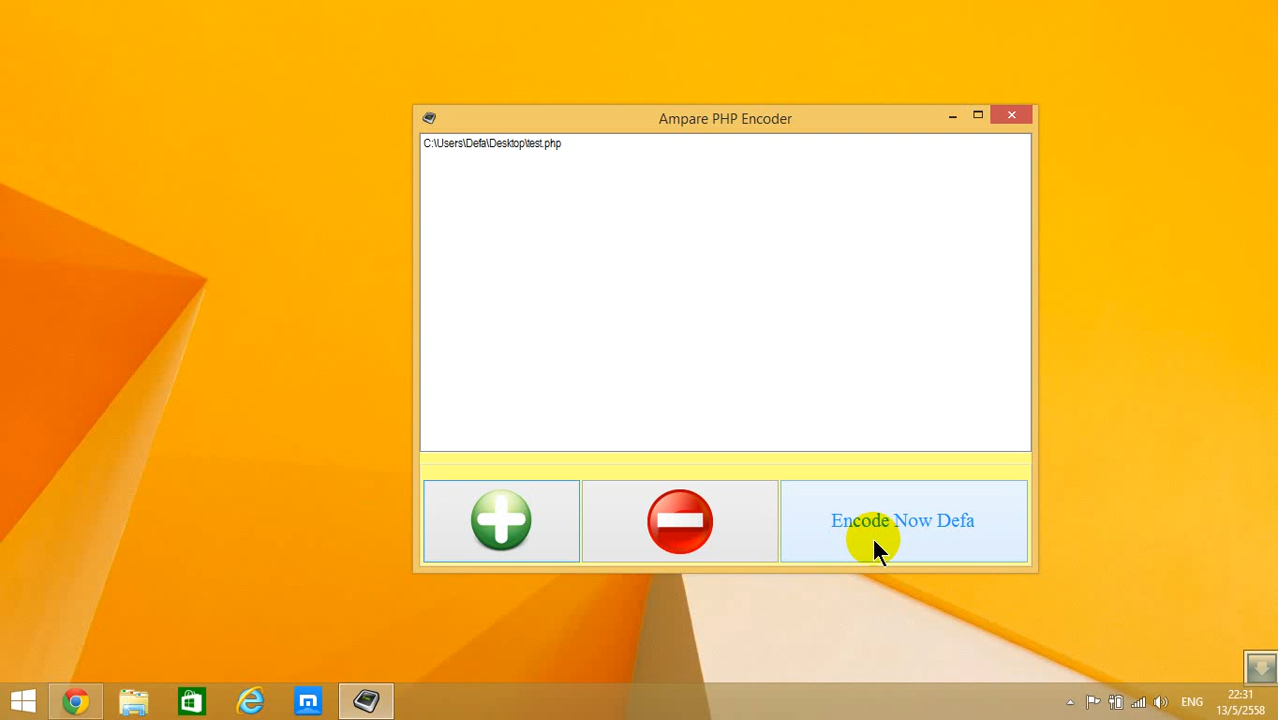 Ampare PHP Encoder
C:\Users\Defa\Desktop\test.php
Encode Now Defa
ENG
22:31
13/5/2558